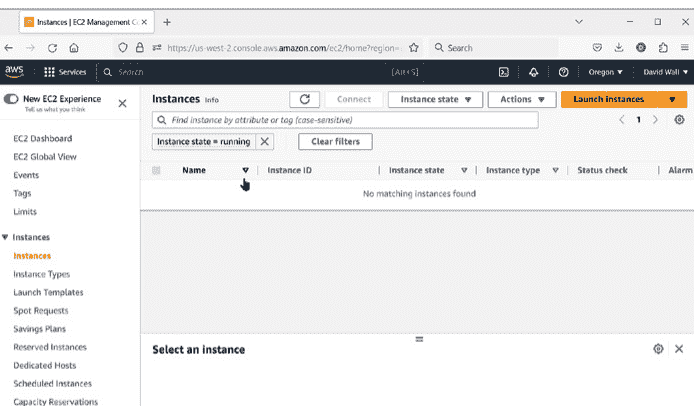 Instances | EC2 Management Co
https://us-west-2.console.aws.amazon.com/ec2/home?region=
Search
aws
Services
Search
[Alt+S]
Oregon
David Wall
New EC2 Experience
Tell us what you think
EC2 Dashboard
EC2 Global View
Events
Tags
Limits
Instances
Instances
Instance Types
Launch Templates
Spot Requests
Savings Plans
Reserved Instances
Dedicated Hosts
Scheduled Instances
Capacity Reservations
Instances Info
Connect
Instance state
Actions
Launch instances
Find instance by attribute or tag (case-sensitive)
1
Instance state = running
Clear filters
Name
Instance ID
Instance state
Instance type
Status check
Alarm
No matching instances found
Select an instance